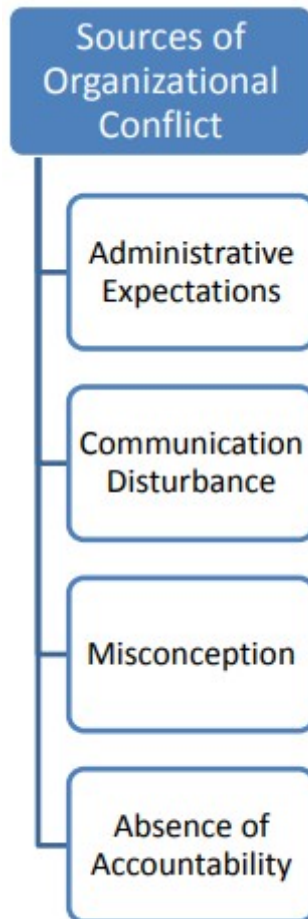 Sources of
Organizational
Conflict
Administrative
Expectations
Communication
Disturbance
Misconception
Absence of
Accountability